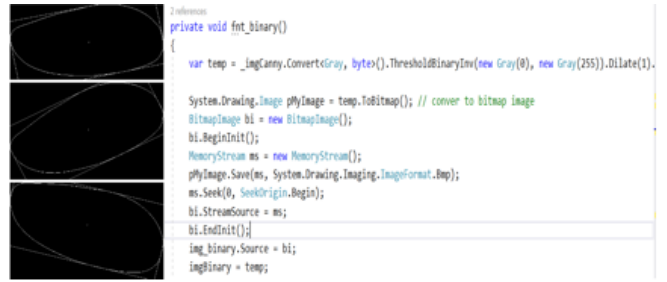 2 references
private void fnt_binary()
{
var temp = _imgCanny.Convert<Gray, byte>().ThresholdBinaryInv(new Gray(0), new Gray(255)).Dilate(1).
System.Drawing.Image pMyImage = temp.ToBitmap(); // conver to bitmap image
BitmapImage bi = new BitmapImage();
bi.BeginInit();
MemoryStream ms = new MemoryStream();
pMyImage.Save(ms, System.Drawing.Imaging.ImageFormat.Bmp);
ms.Seek(0, SeekOrigin.Begin);
bi.StreamSource = ms;
bi.EndInit();
img_binary.Source = bi;
imgBinary = temp;